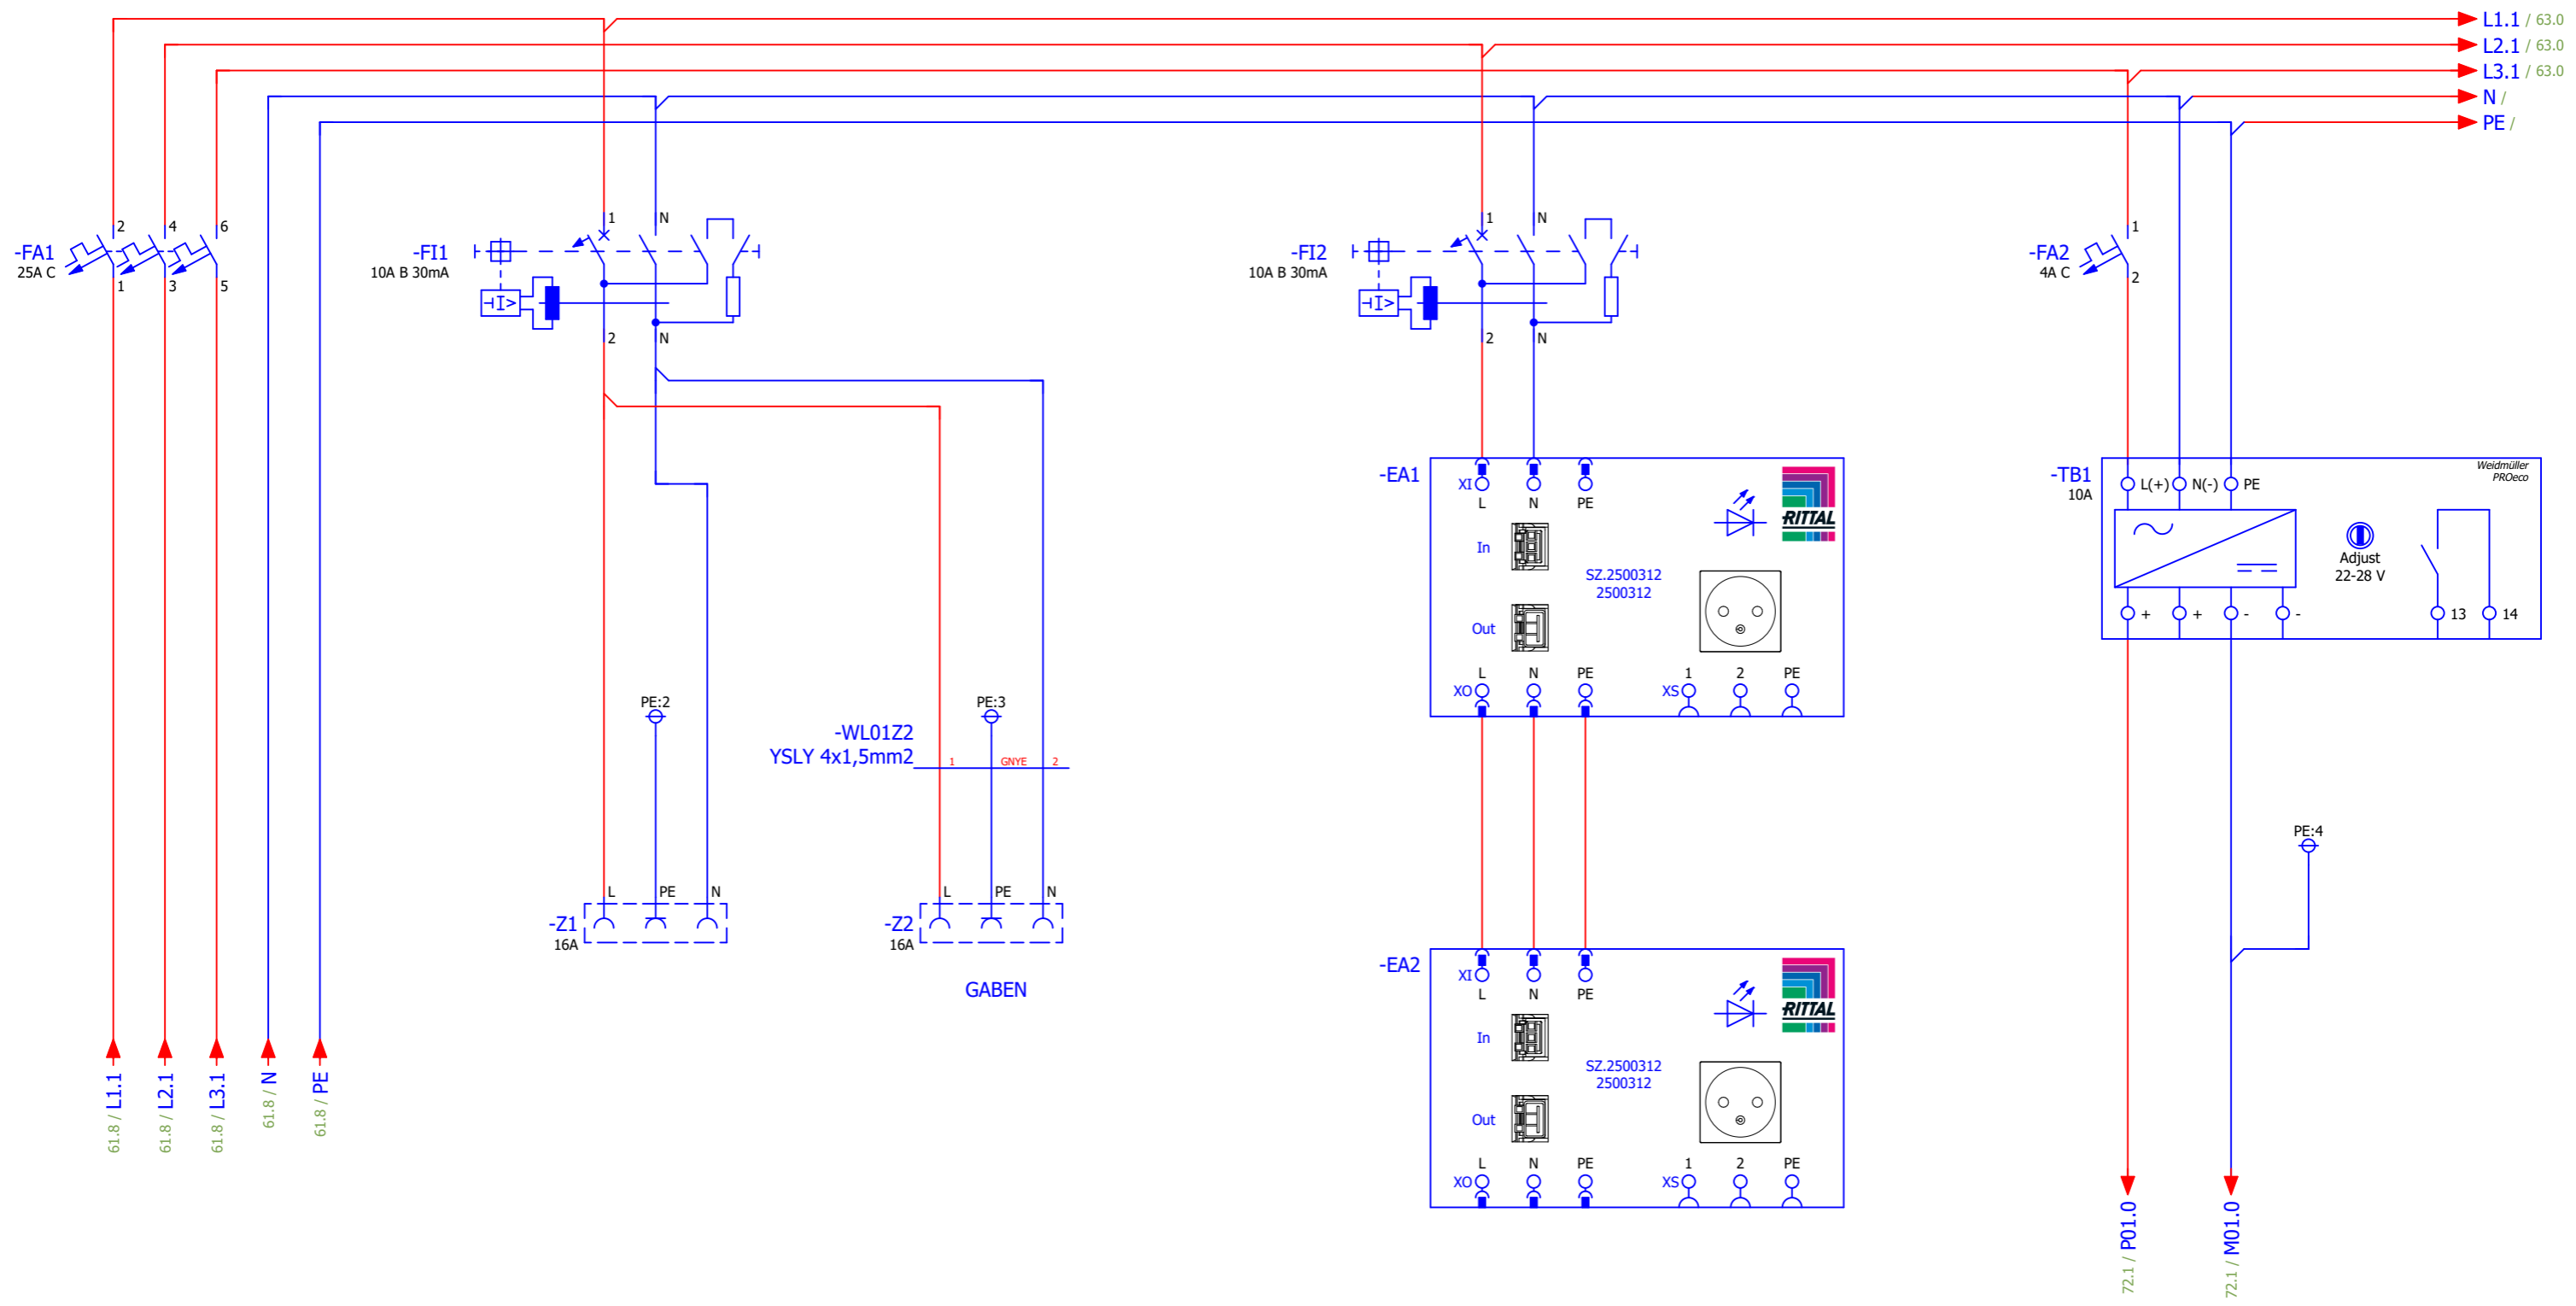 L1.1 / 63.0
L2.1 / 63.0
L3.1 / 63.0
N /
PE /
-FA1
25A C
2 4 6
1 3 5
-FI1
10A B 30mA
1 N
I>
2 N
-FI2
10A B 30mA
1 N
I>
2 N
-FA2
4A C
1
2
-EA1
XI
L N PE
In
RITTAL
SZ.2500312
2500312
Out
L N PE
XO
1 2 PE
XS
-TB1
10A
Weidmüller
PROeco
L(+) N(-) PE
Adjust
22-28 V
+ + - - 13 14
PE:2
PE:3
-WL01Z2
YSLY 4x1,5mm2
1 GNYE 2
PE:4
L PE N
-Z1
16A
L PE N
-Z2
16A
GABEN
-EA2
XI
L N PE
In
RITTAL
SZ.2500312
2500312
Out
L N PE
XO
1 2 PE
XS
61.8 / L1.1
61.8 / L2.1
61.8 / L3.1
61.8 / N
61.8 / PE
72.1 / P01.0
72.1 / M01.0